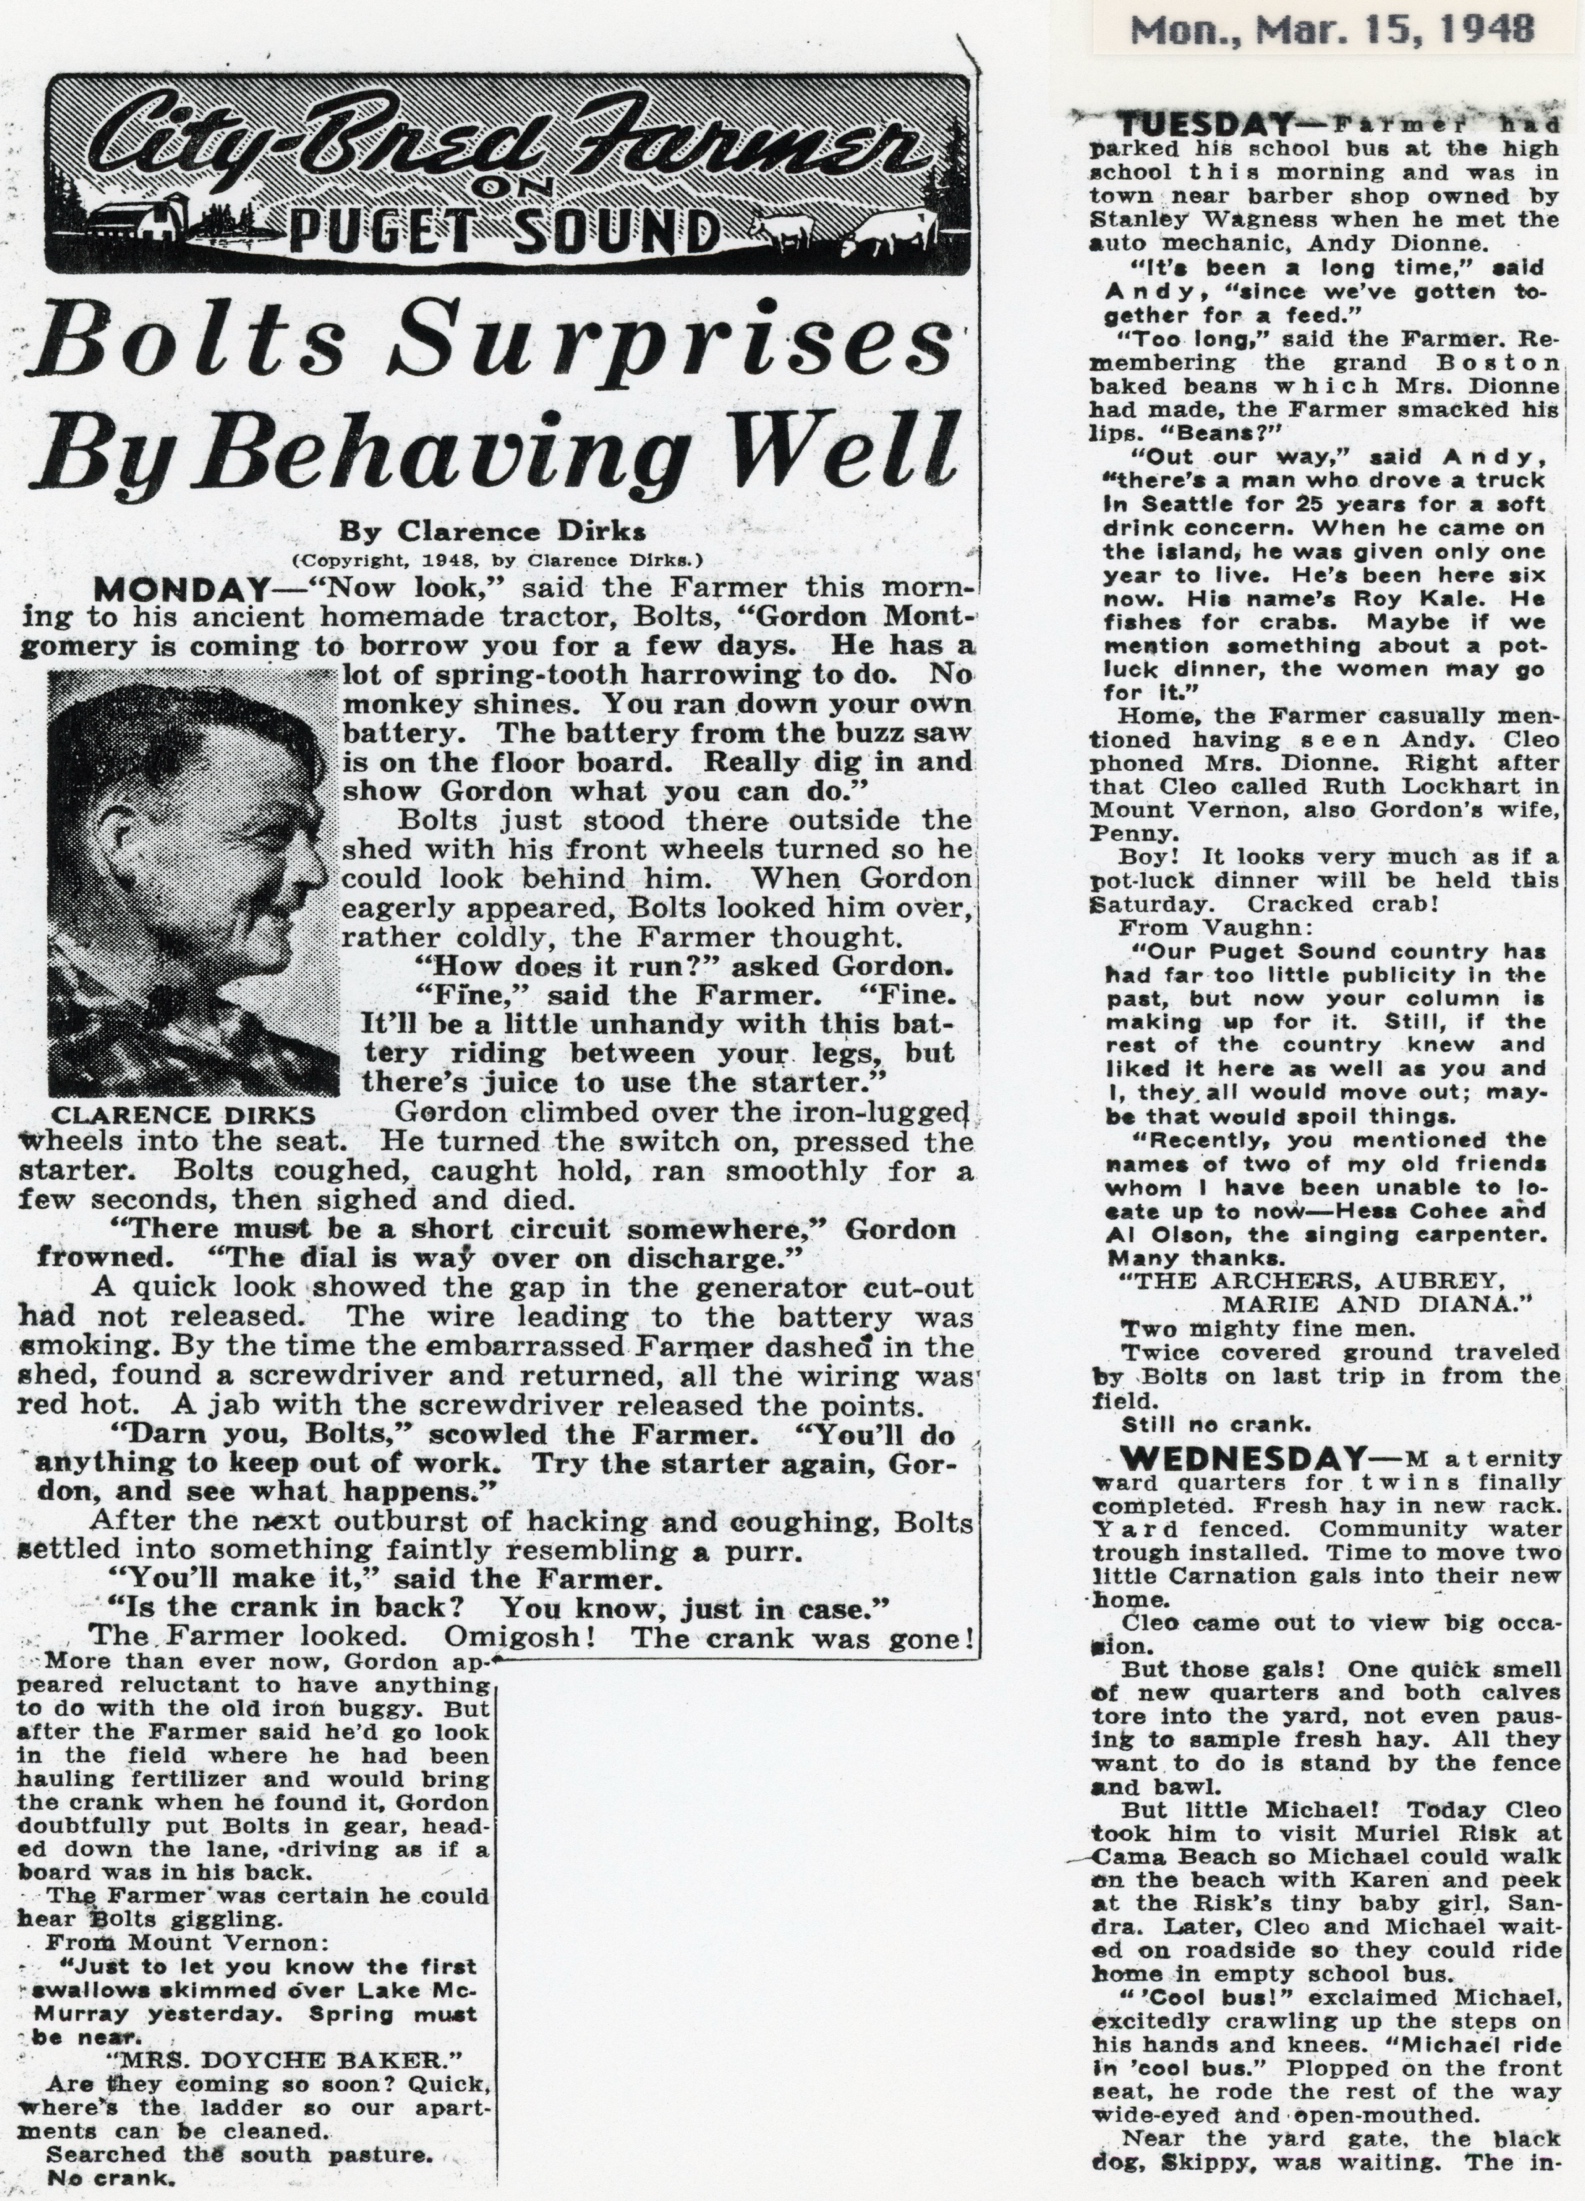 Mon., Mar. 15, 1948
City-Bred Farmer
ON
PUGET SOUND
Bolts Surprises
By Behaving Well
By Clarence Dirks
(Copyright, 1948, by Clarence Dirks.)
MONDAY—“Now look,” said the Farmer this morn-
ing to his ancient homemade tractor, Bolts, “Gordon Mont-
gomery is coming to borrow you for a few days. He has a
lot of spring-tooth harrowing to do. No
monkey shines. You ran down your own
battery. The battery from the buzz saw
is on the floor board. Really dig in and
show Gordon what you can do.”
Bolts just stood there outside the
shed with his front wheels turned so he
could look behind him. When Gordon
eagerly appeared, Bolts looked him over,
rather coldly, the Farmer thought.
“How does it run?” asked Gordon.
“Fine,” said the Farmer. “Fine.
It'll be a little unhandy with this bat-
tery riding between your legs, but
there's juice to use the starter.”
CLARENCE DIRKS
Gordon climbed over the iron-lugged
wheels into the seat. He turned the switch on, pressed the
starter. Bolts coughed, caught hold, ran smoothly for a
few seconds, then sighed and died.
“There must be a short circuit somewhere,” Gordon
frowned. “The dial is way over on discharge.”
A quick look showed the gap in the generator cut-out
had not released. The wire leading to the battery was
smoking. By the time the embarrassed Farmer dashed in the
shed, found a screwdriver and returned, all the wiring was
red hot. A jab with the screwdriver released the points.
“Darn you, Bolts,” scowled the Farmer. “You'll do
anything to keep out of work. Try the starter again, Gor-
don, and see what happens.”
After the next outburst of hacking and coughing, Bolts
settled into something faintly resembling a purr.
“You'll make it,” said the Farmer.
“Is the crank in back? You know, just in case.”
The Farmer looked. Omigosh! The crank was gone!
More than ever now, Gordon ap-
peared reluctant to have anything
to do with the old iron buggy. But
after the Farmer said he'd go look
in the field where he had been
hauling fertilizer and would bring
the crank when he found it, Gordon
doubtfully put Bolts in gear, head-
ed down the lane, driving as if a
board was in his back.
The Farmer was certain he could
hear Bolts giggling.
From Mount Vernon:
“Just to let you know the first
swallows skimmed over Lake Mc-
Murray yesterday. Spring must
be near.
“MRS. DOYCHE BAKER.”
Are they coming so soon? Quick,
where's the ladder so our apart-
ments can be cleaned.
Searched the south pasture.
No crank.
TUESDAY—Farmer had
parked his school bus at the high
school this morning and was in
town near barber shop owned by
Stanley Wagness when he met the
auto mechanic, Andy Dionne.
“It's been a long time,” said
Andy, “since we've gotten to-
gether for a feed.”
“Too long,” said the Farmer. Re-
membering the grand Boston
baked beans which Mrs. Dionne
had made, the Farmer smacked his
lips. “Beans?”
“Out our way,” said Andy,
“there's a man who drove a truck
in Seattle for 25 years for a soft
drink concern. When he came on
the island, he was given only one
year to live. He's been here six
now. His name's Roy Kale. He
fishes for crabs. Maybe if we
mention something about a pot-
luck dinner, the women may go
for it.”
Home, the Farmer casually men-
tioned having seen Andy. Cleo
phoned Mrs. Dionne. Right after
that Cleo called Ruth Lockhart in
Mount Vernon, also Gordon's wife,
Penny.
Boy! It looks very much as if a
pot-luck dinner will be held this
Saturday. Cracked crab!
From Vaughn:
“Our Puget Sound country has
had far too little publicity in the
past, but now your column is
making up for it. Still, if the
rest of the country knew and
liked it here as well as you and
I, they all would move out; may-
be that would spoil things.
“Recently, you mentioned the
names of two of my old friends
whom I have been unable to lo-
cate up to now—Hess Cohee and
Al Olson, the singing carpenter.
Many thanks.
“THE ARCHERS, AUBREY,
MARIE AND DIANA.”
Two mighty fine men.
Twice covered ground traveled
by Bolts on last trip in from the
field.
Still no crank.
WEDNESDAY—Maternity
ward quarters for twins finally
completed. Fresh hay in new rack.
Yard fenced. Community water
trough installed. Time to move two
little Carnation gals into their new
home.
Cleo came out to view big occa-
sion.
But those gals! One quick smell
of new quarters and both calves
tore into the yard, not even paus-
ing to sample fresh hay. All they
want to do is stand by the fence
and bawl.
But little Michael! Today Cleo
took him to visit Muriel Risk at
Cama Beach so Michael could walk
on the beach with Karen and peek
at the Risk's tiny baby girl, San-
dra. Later, Cleo and Michael wait-
ed on roadside so they could ride
home in empty school bus.
“'Cool bus!” exclaimed Michael,
excitedly crawling up the steps on
his hands and knees. “Michael ride
in 'cool bus.” Plopped on the front
seat, he rode the rest of the way
wide-eyed and open-mouthed.
Near the yard gate, the black
dog, Skippy, was waiting. The in-